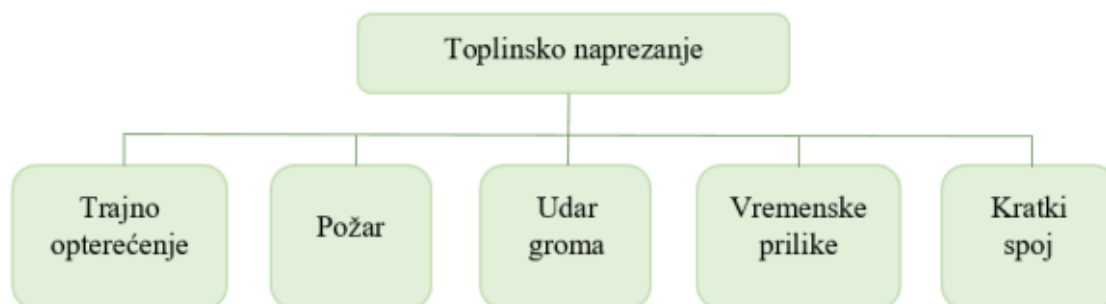 Toplinsko naprezanje
Trajno
opterećenje
Požar
Udar
groma
Vremenske
prilike
Kratki
spoj